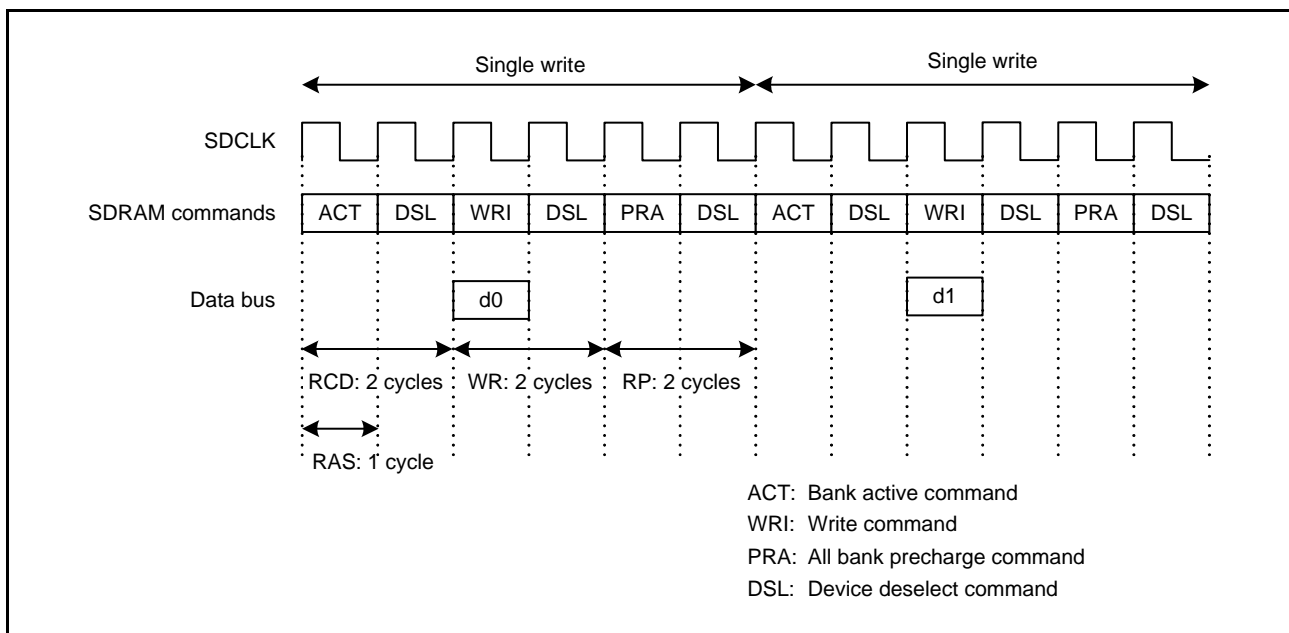 Single write Single write
SDCLK
SDRAM commands ACT DSL WRI DSL PRA DSL ACT DSL WRI DSL PRA DSL
Data bus d0 d1
RCD: 2 cycles WR: 2 cycles RP: 2 cycles
RAS: 1 cycle
ACT: Bank active command
WRI: Write command
PRA: All bank precharge command
DSL: Device deselect command